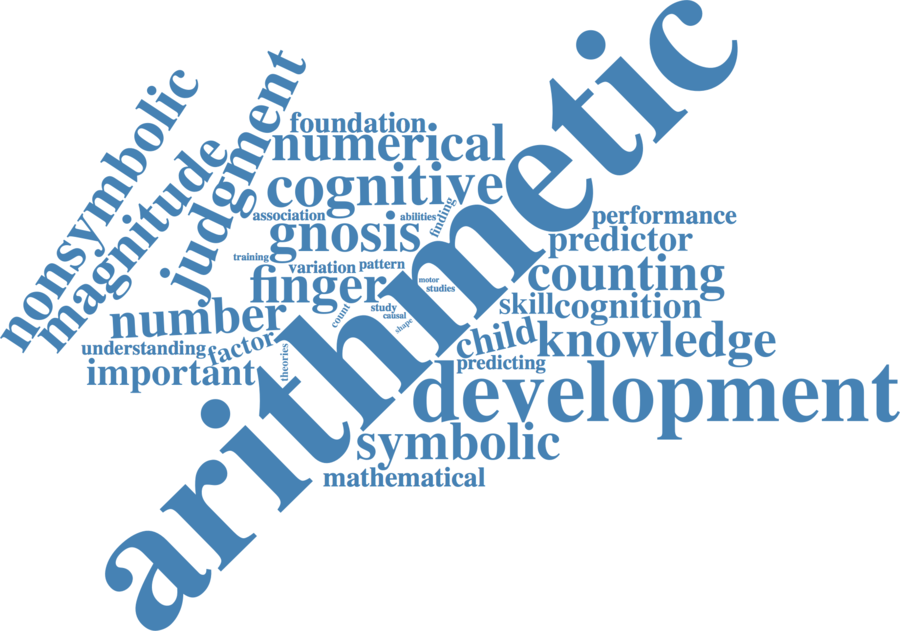 arithmetic
nonsymbolic
magnitude
judgment
foundation
numerical
cognitive
association
abilities
finding
gnosis
training
variation
pattern
finger
motor
studies
number
count
study
causal
shape
understanding
factor
theories
important
performance
predictor
counting
skill
cognition
child
knowledge
predicting
development
symbolic
mathematical